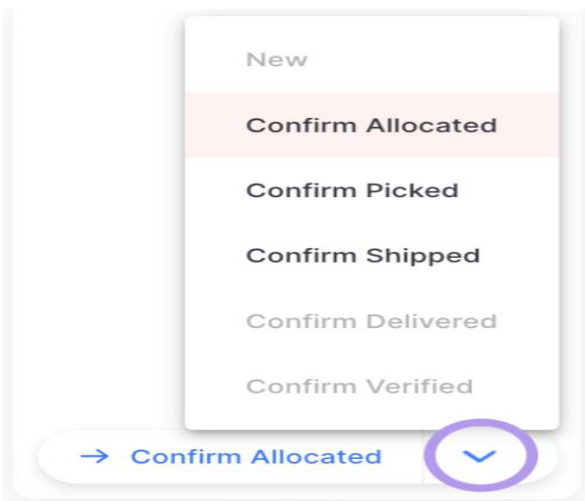 New
Confirm Allocated
Confirm Picked
Confirm Shipped
Confirm Delivered
Confirm Verified
→ Confirm Allocated